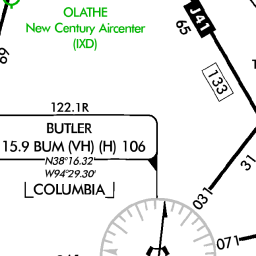 OLATHE
New Century Aircenter
(IXD)
J41
65
69
133
122.1R
BUTLER
15.9 BUM (VH) (H) 106
N38°16.32'
W94°29.30'
COLUMBIA
031
31
071